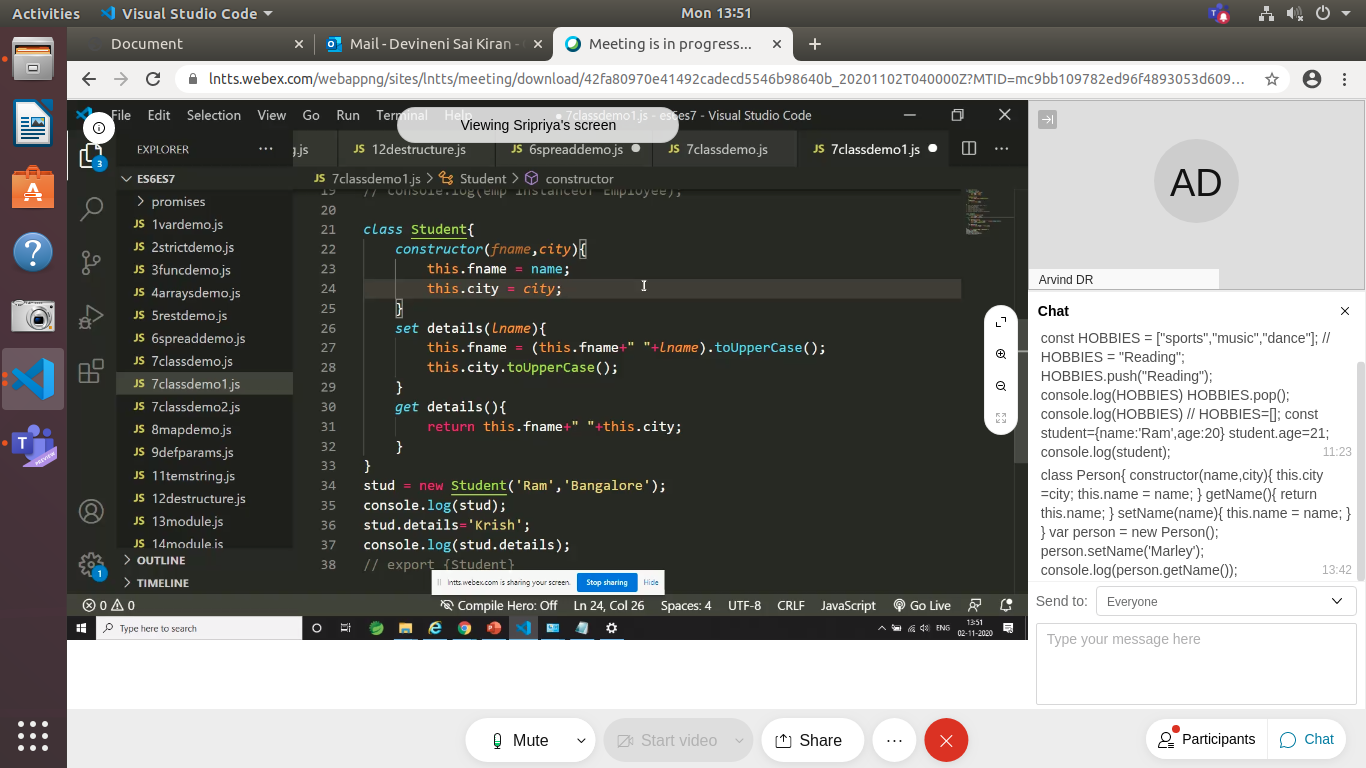 Activities
Visual Studio Code
Mon 13:51
Document
Mail - Devineni Sai Kiran -
Meeting is in progress...
lntts.webex.com/webappng/sites/lntts/meeting/download/42fa80970e41492cadecd5546b98640b_20201102T040000Z?MTID=mc9bb109782ed96f4893053d609...
File Edit Selection View Go Run Terminal Help
7classdemo1.js - es6es7 - Visual Studio Code
Viewing Sripriya's screen
EXPLORER
g.js
JS 12destructure.js
JS 6spreaddemo.js
JS 7classdemo.js
JS 7classdemo1.js
ES6ES7
JS 7classdemo1.js > Student > constructor
promises
JS 1vardemo.js
JS 2strictdemo.js
JS 3funcdemo.js
JS 4arraysdemo.js
JS 5restdemo.js
JS 6spreaddemo.js
JS 7classdemo.js
JS 7classdemo1.js
JS 7classdemo2.js
JS 8mapdemo.js
JS 9defparams.js
JS 11temstring.js
JS 12destructure.js
JS 13module.js
JS 14module.js
OUTLINE
TIMELINE
3
1
19 // console.log(emp instanceof Employee);
20
21 class Student{
22 constructor(fname,city){
23 this.fname = name;
24 this.city = city;
25 }
26 set details(lname){
27 this.fname = (this.fname+" "+lname).toUpperCase();
28 this.city.toUpperCase();
29 }
30 get details(){
31 return this.fname+" "+this.city;
32 }
33 }
34 stud = new Student('Ram','Bangalore');
35 console.log(stud);
36 stud.details='Krish';
37 console.log(stud.details);
38 // export {Student}
lntts.webex.com is sharing your screen. Stop sharing Hide
0 0
Compile Hero: Off Ln 24, Col 26 Spaces: 4 UTF-8 CRLF JavaScript Go Live
Type here to search
ENG
13:51
02-11-2020
AD
Arvind DR
Chat
const HOBBIES = ["sports","music","dance"]; //
HOBBIES = "Reading";
HOBBIES.push("Reading");
console.log(HOBBIES) HOBBIES.pop();
console.log(HOBBIES) // HOBBIES=[]; const
student={name:'Ram',age:20} student.age=21;
console.log(student);
11:23
class Person{ constructor(name,city){ this.city
=city; this.name = name; } getName(){ return
this.name; } setName(name){ this.name = name; }
} var person = new Person();
person.setName('Marley');
console.log(person.getName());
13:42
Send to: Everyone
Type your message here
Mute
Start video
Share
Participants
Chat
PREVIEW